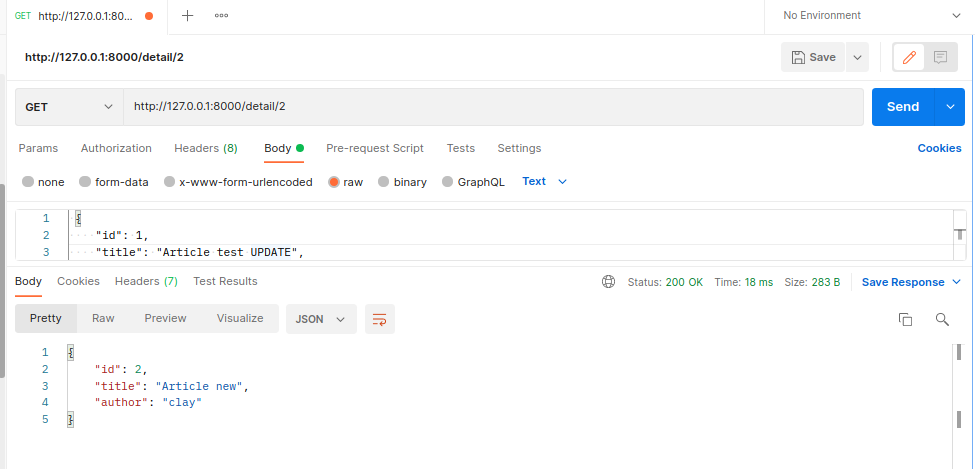 GET http://127.0.0.1:80... + ooo No Environment
http://127.0.0.1:8000/detail/2 Save
GET http://127.0.0.1:8000/detail/2 Send
Params Authorization Headers (8) Body Pre-request Script Tests Settings Cookies
none form-data x-www-form-urlencoded raw binary GraphQL Text
1 {
2 "id": 1,
3 "title": "Article test UPDATE",
Body Cookies Headers (7) Test Results Status: 200 OK Time: 18 ms Size: 283 B Save Response
Pretty Raw Preview Visualize JSON
1 {
2 "id": 2,
3 "title": "Article new",
4 "author": "clay"
5 }